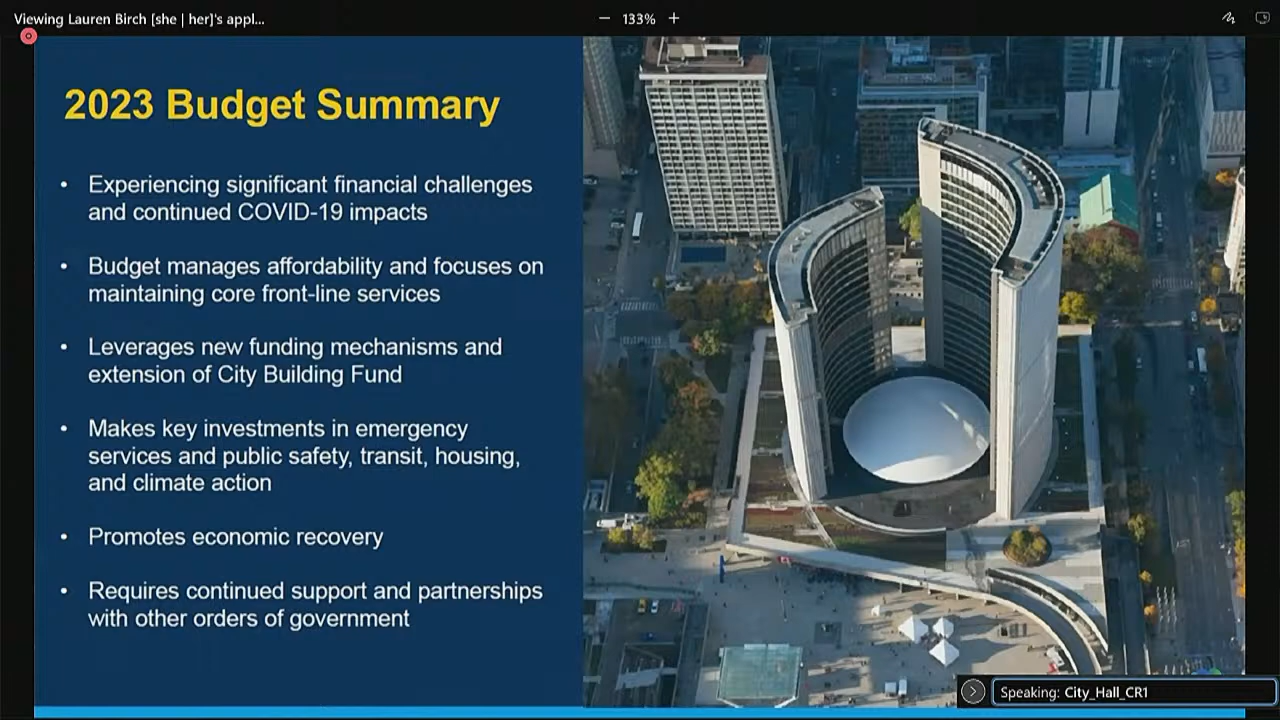 Viewing Lauren Birch [she | her]'s appl...
133%
2023 Budget Summary
• Experiencing significant financial challenges
and continued COVID-19 impacts
• Budget manages affordability and focuses on
maintaining core front-line services
• Leverages new funding mechanisms and
extension of City Building Fund
• Makes key investments in emergency
services and public safety, transit, housing,
and climate action
• Promotes economic recovery
• Requires continued support and partnerships
with other orders of government
Speaking: City_Hall_CR1